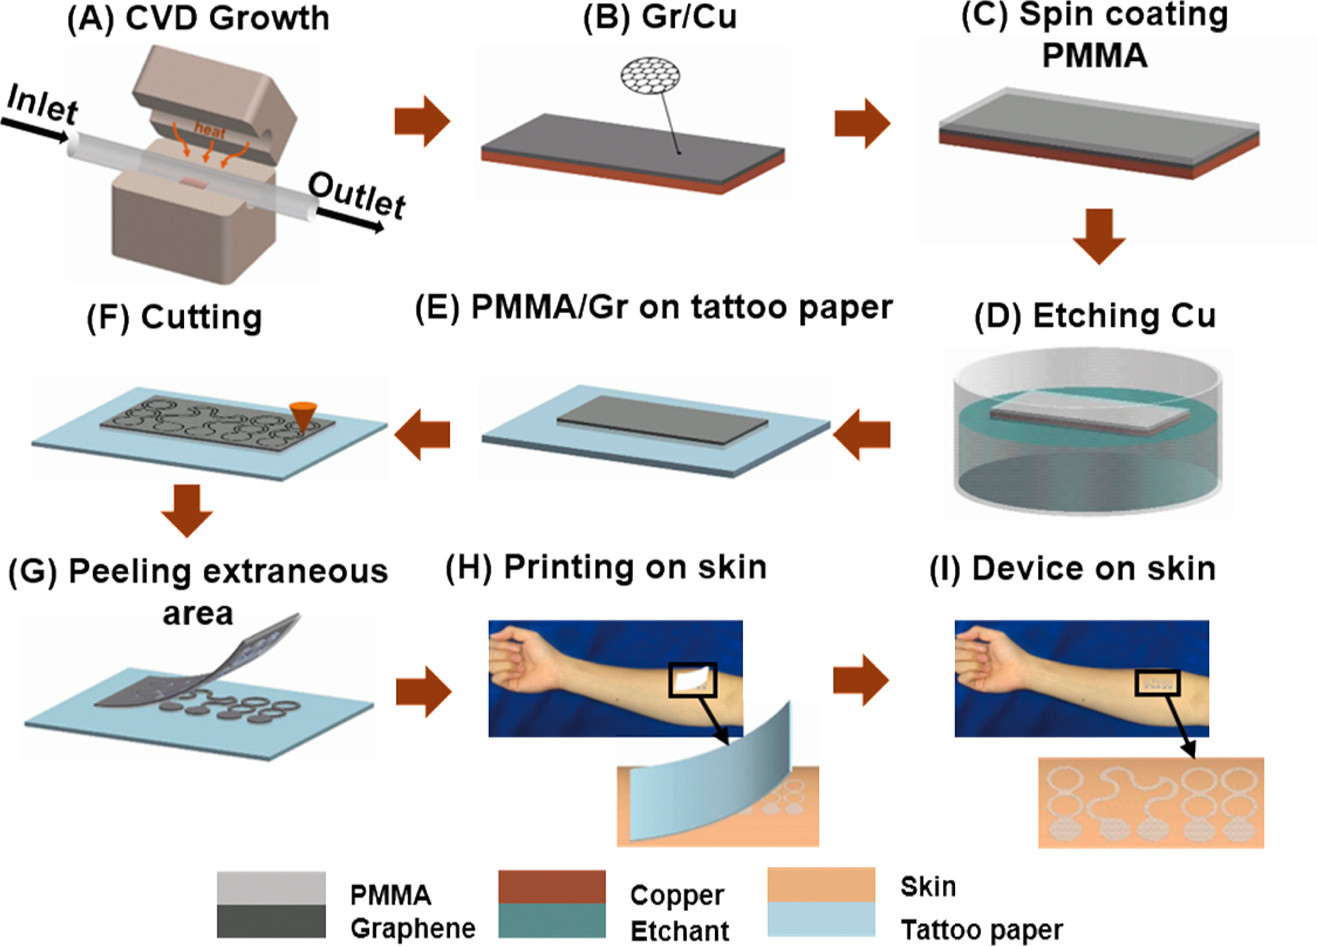 (A) CVD Growth
(B) Gr/Cu
(C) Spin coating
PMMA
Inlet
heat
Outlet
(F) Cutting
(E) PMMA/Gr on tattoo paper
(D) Etching Cu
(G) Peeling extraneous
area
(H) Printing on skin
(I) Device on skin
PMMA
Graphene
Copper
Etchant
Skin
Tattoo paper